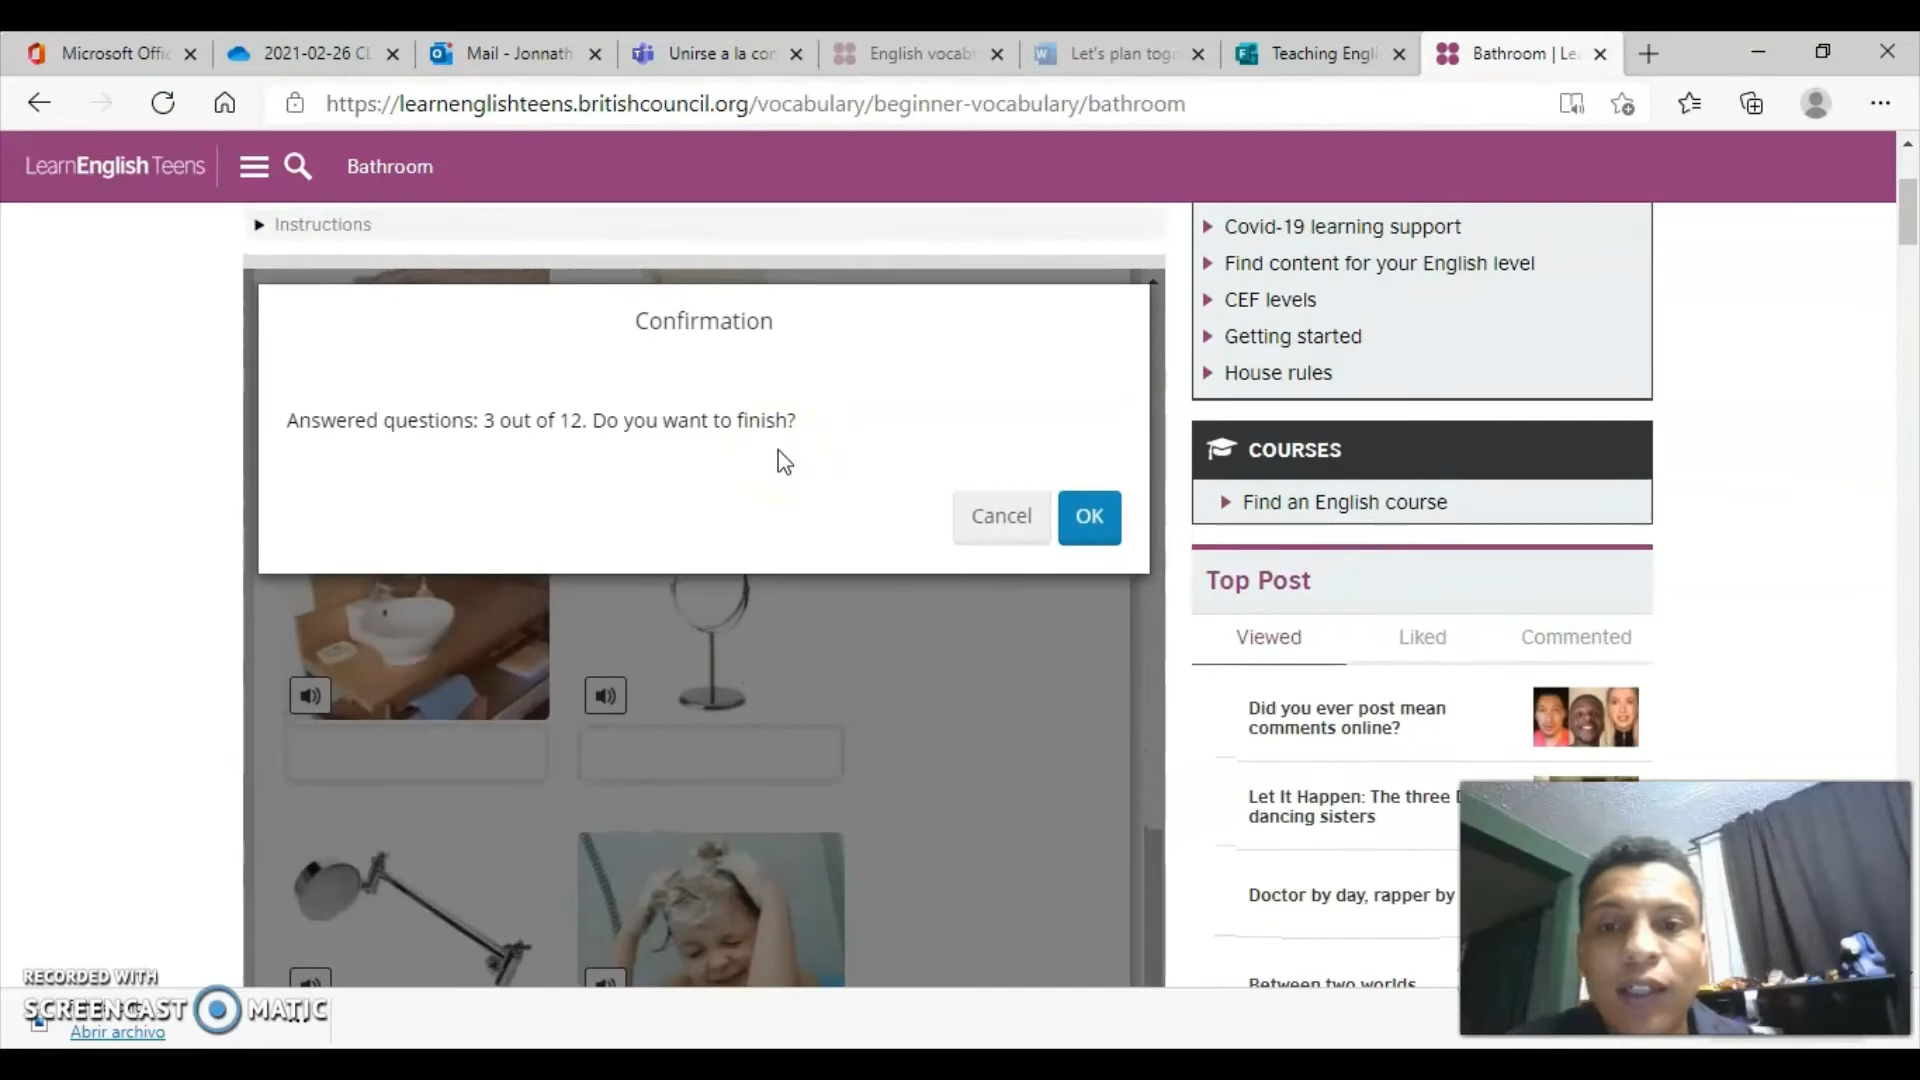 Microsoft Offic
2021-02-26 CL
Mail - Jonnath
Unirse a la con
English vocab
Let's plan toge
Teaching Engli
Bathroom | Lea
https://learnenglishteens.britishcouncil.org/vocabulary/beginner-vocabulary/bathroom
LearnEnglish Teens
Bathroom
Instructions
Confirmation
Answered questions: 3 out of 12. Do you want to finish?
Cancel
OK
Covid-19 learning support
Find content for your English level
CEF levels
Getting started
House rules
COURSES
Find an English course
Top Post
Viewed
Liked
Commented
Did you ever post mean
comments online?
Let It Happen: The three
dancing sisters
Doctor by day, rapper by
Between two worlds
RECORDED WITH
SCREENCAST MATIC
Abrir archivo